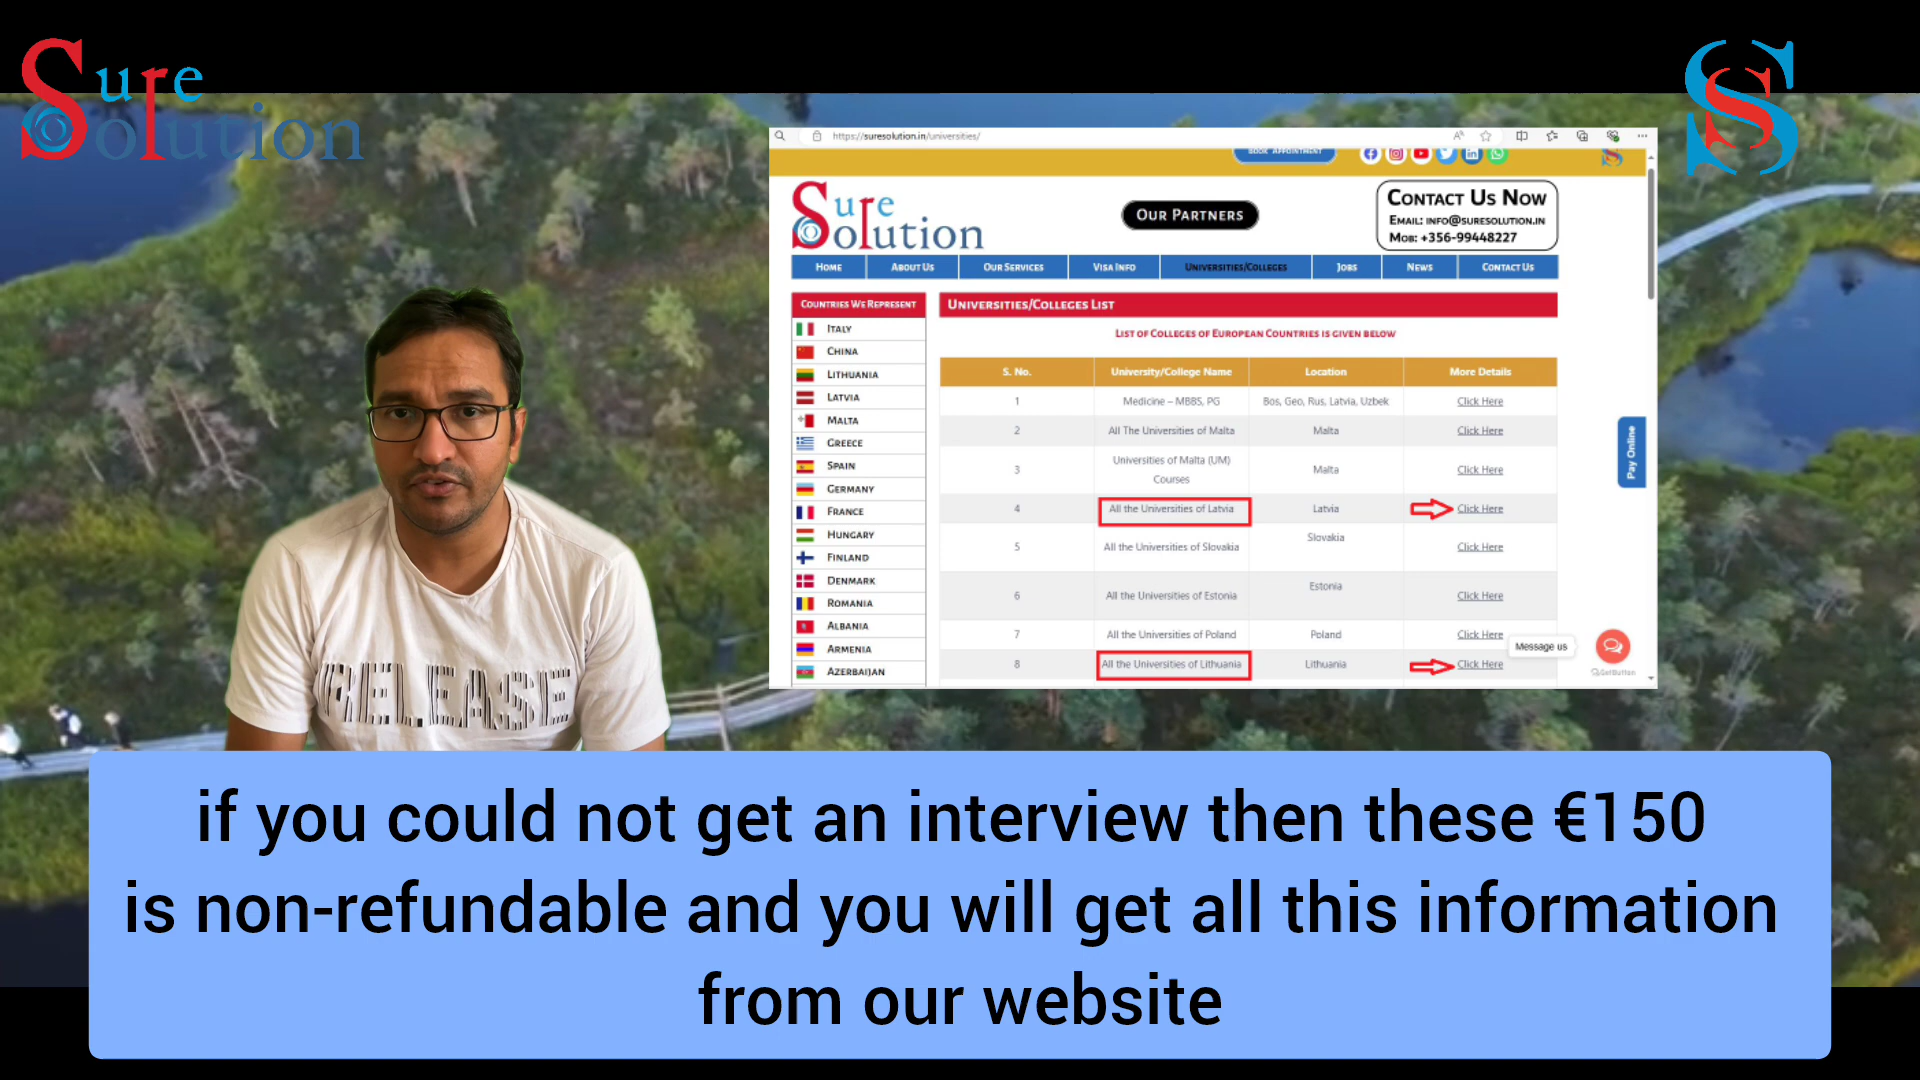 Sure
Solution
SS
https://suresolution.in/universities/
Book Appointment
Sure
Solution
Our Partners
Contact Us Now
Email: info@suresolution.in
Mob: +356-99448227
Home
About Us
Our Services
Visa Info
Universities/Colleges
Jobs
News
Contact Us
Countries We Represent
Italy
China
Lithuania
Latvia
Malta
Greece
Spain
Germany
France
Hungary
Finland
Denmark
Romania
Albania
Armenia
Azerbaijan
Universities/Colleges List
List of Colleges of European Countries is given below
S. No. University/College Name Location More Details
1 Medicine – MBBS, PG Bos, Geo, Rus, Latvia, Uzbek Click Here
2 All The Universities of Malta Malta Click Here
3 Universities of Malta (UM) Courses Malta Click Here
4 All the Universities of Latvia Latvia Click Here
5 All the Universities of Slovakia Slovakia Click Here
6 All the Universities of Estonia Estonia Click Here
7 All the Universities of Poland Poland Click Here
8 All the Universities of Lithuania Lithuania Click Here
Pay Online
Message us
GetButton
RELEASE
if you could not get an interview then these €150
is non-refundable and you will get all this information
from our website